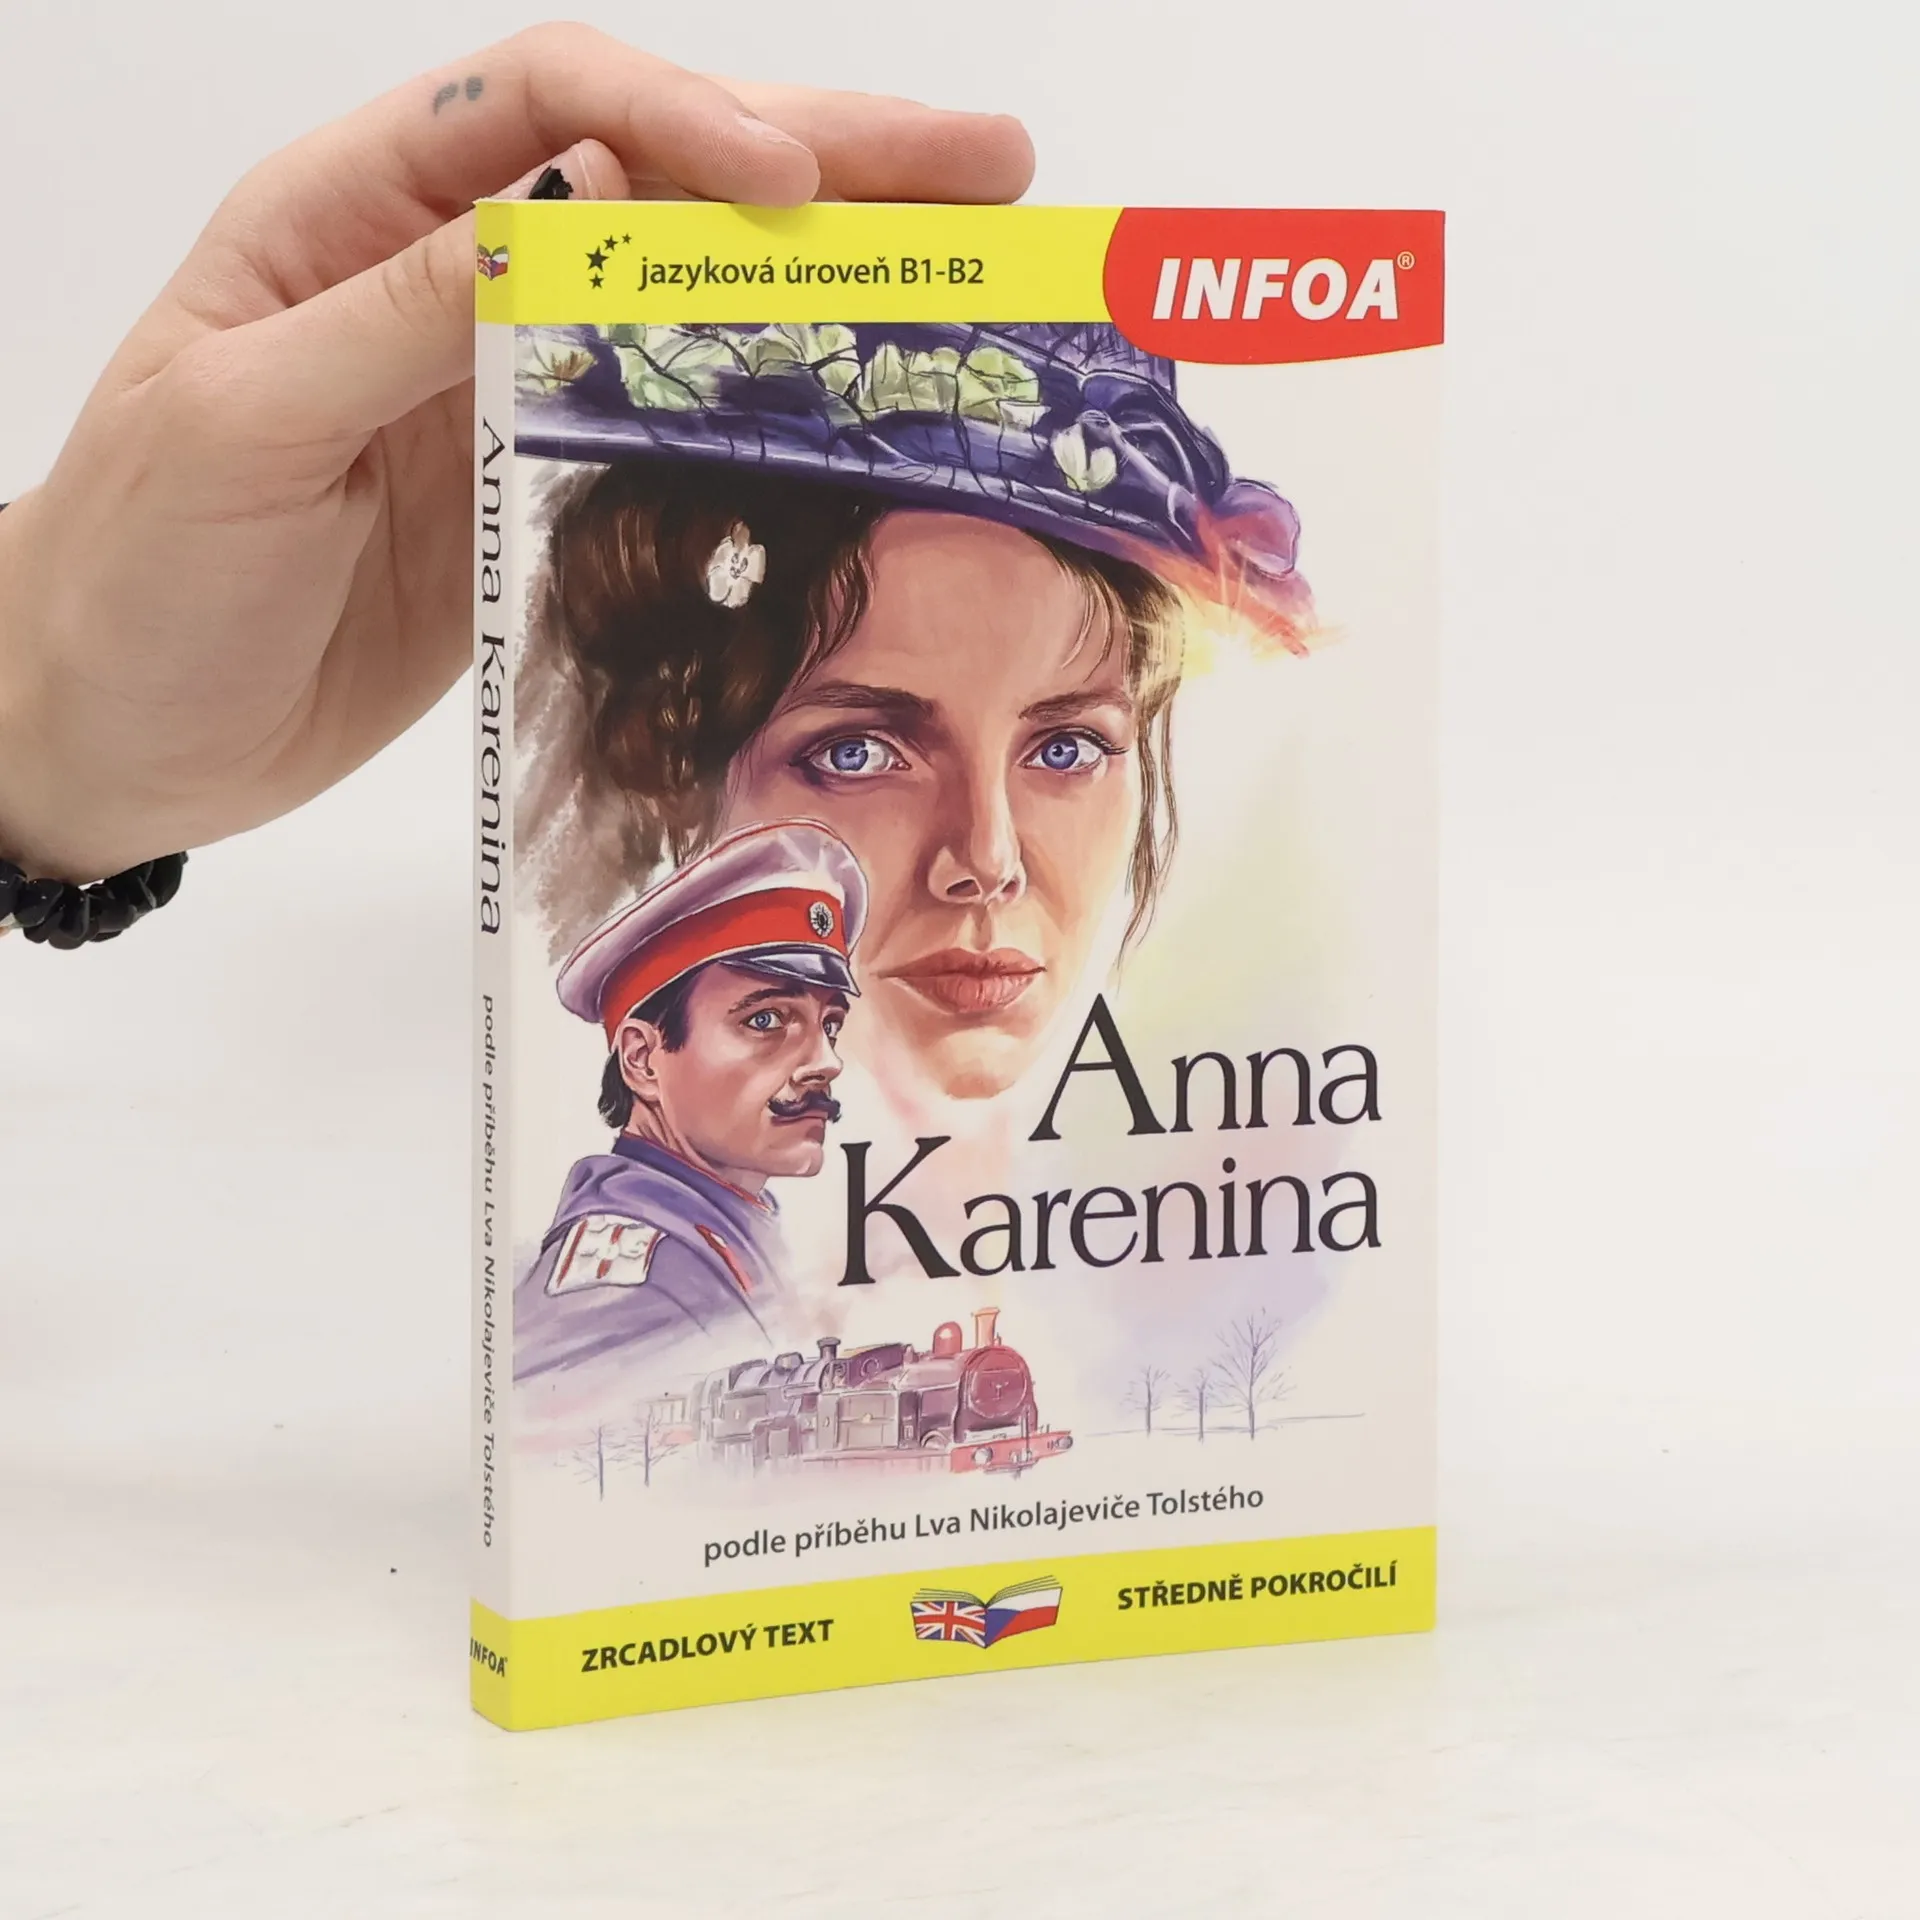 jazyková úroveň B1-B2
INFOA®
Anna
Karenina
podle příběhu Lva Nikolajeviče Tolstého
ZRCADLOVÝ TEXT
STŘEDNĚ POKROČILÍ
Anna Karenina
podle příběhu Lva Nikolajeviče Tolstého
INFOA®